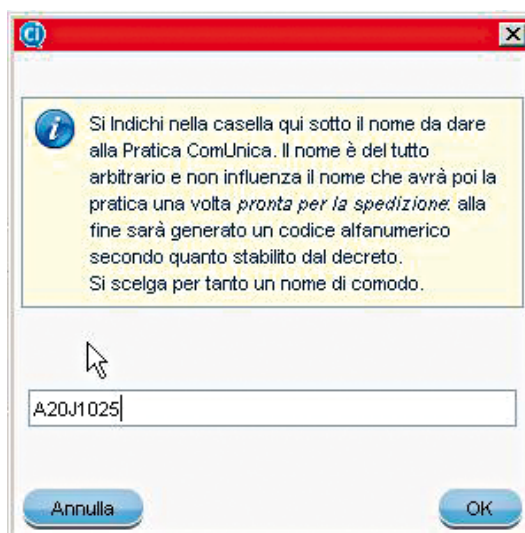 Ci
Si Indichi nella casella qui sotto il nome da dare
alla Pratica ComUnica. Il nome è del tutto
arbitrario e non influenza il nome che avrà poi la
pratica una volta pronta per la spedizione: alla
fine sarà generato un codice alfanumerico
secondo quanto stabilito dal decreto.
Si scelga per tanto un nome di comodo.
A20J1025
Annulla OK